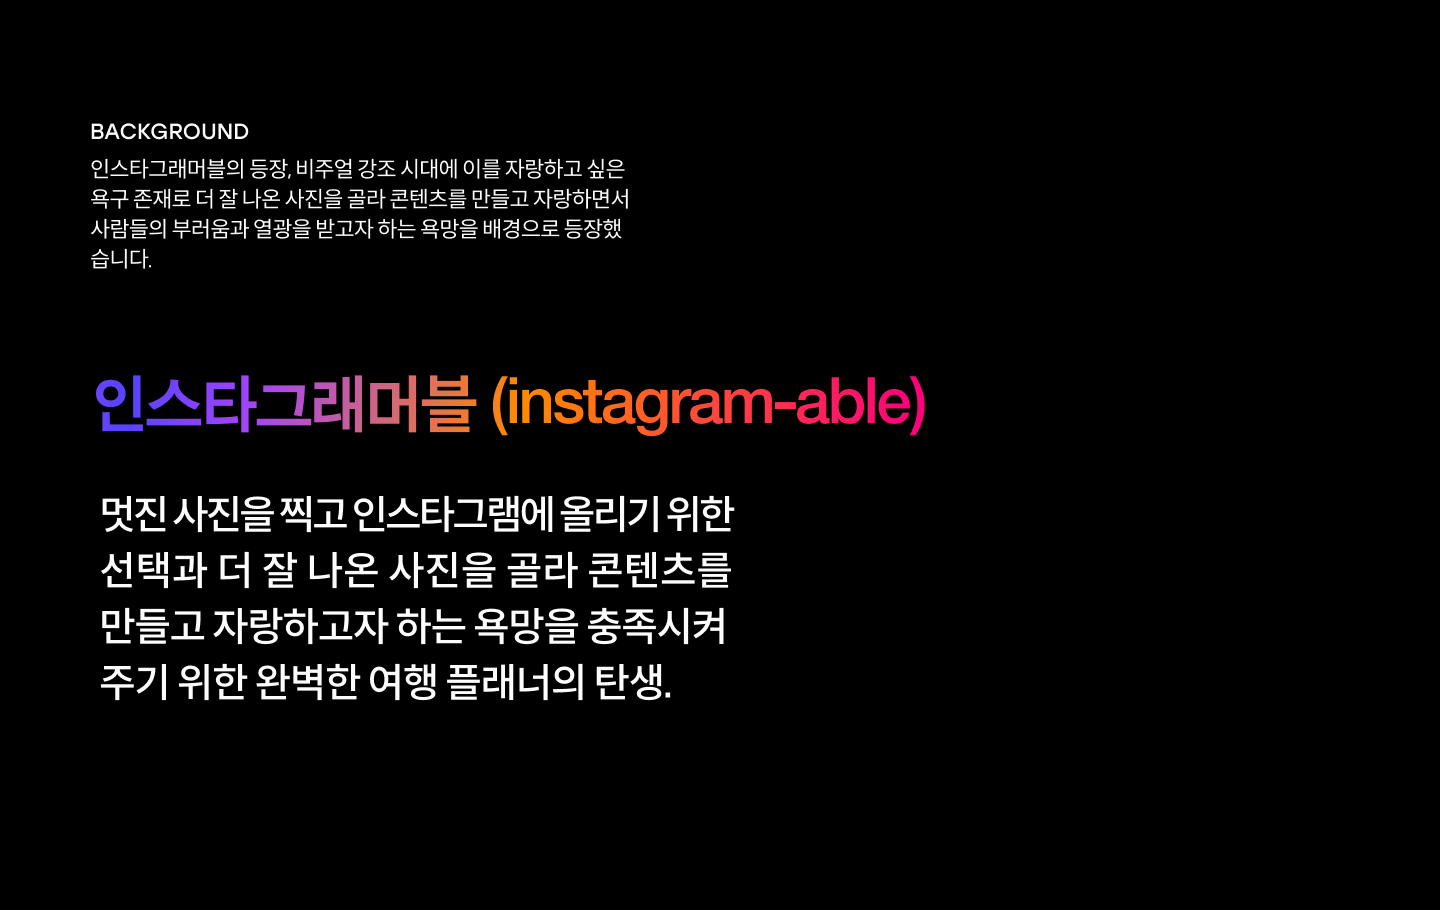 BACKGROUND
인스타그래머블의 등장, 비주얼 강조 시대에 이를 자랑하고 싶은
욕구 존재로 더 잘 나온 사진을 골라 콘텐츠를 만들고 자랑하면서
사람들의 부러움과 열광을 받고자 하는 욕망을 배경으로 등장했
습니다.
인스타그래머블 (instagram-able)
멋진 사진을 찍고 인스타그램에 올리기 위한
선택과 더 잘 나온 사진을 골라 콘텐츠를
만들고 자랑하고자 하는 욕망을 충족시켜
주기 위한 완벽한 여행 플래너의 탄생.